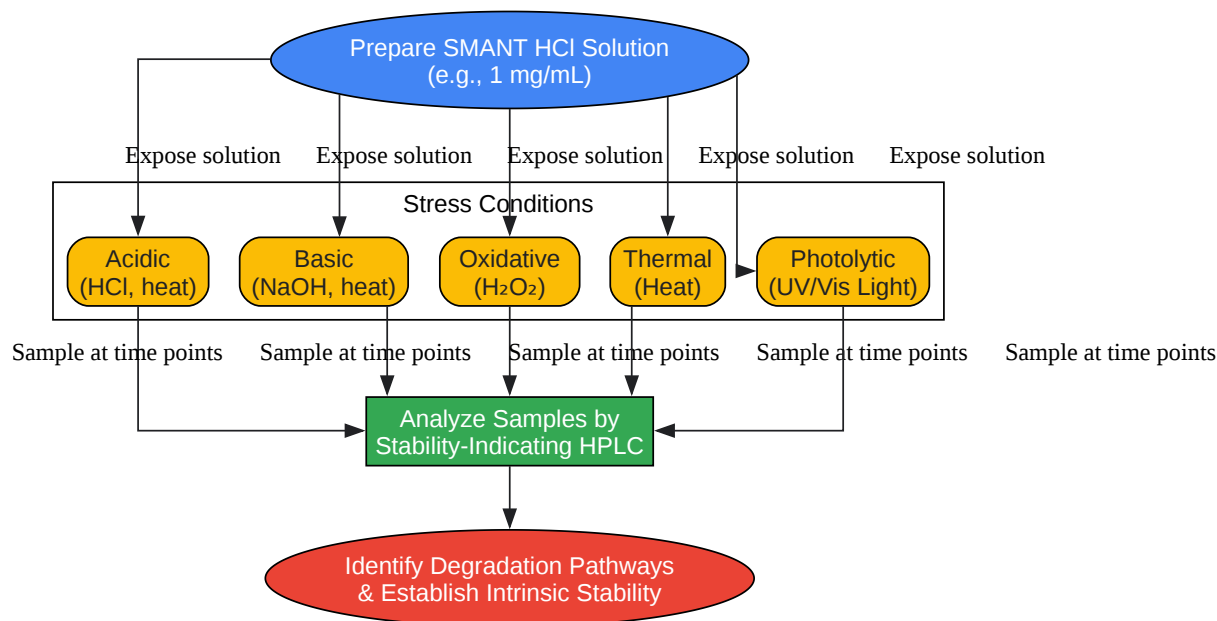 Prepare SMANT HCl Solution
(e.g., 1 mg/mL)
Expose solution
Expose solution
Expose solution
Expose solution
Expose solution
Stress Conditions
Acidic
(HCl, heat)
Basic
(NaOH, heat)
Oxidative
(H₂O₂)
Thermal
(Heat)
Photolytic
(UV/Vis Light)
Sample at time points
Sample at time points
Sample at time points
Sample at time points
Sample at time points
Analyze Samples by
Stability-Indicating HPLC
Identify Degradation Pathways
& Establish Intrinsic Stability